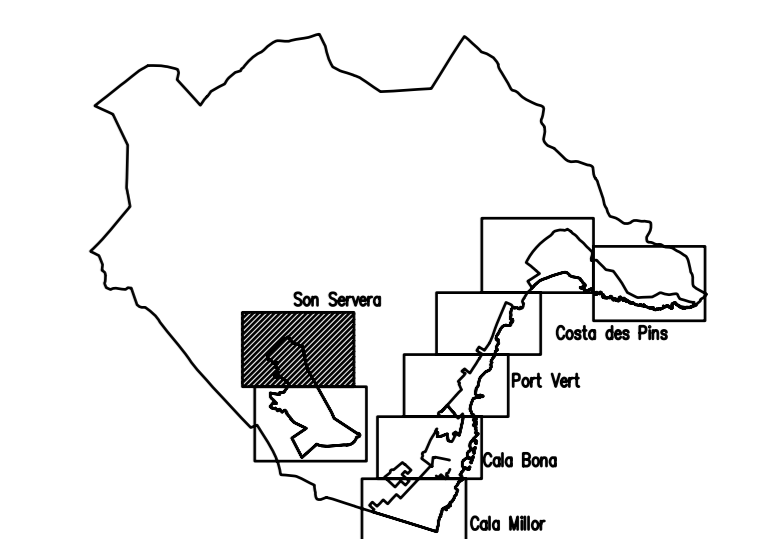 Son Servera
Costa des Pins
Port Vert
Cala Bona
Cala Millor